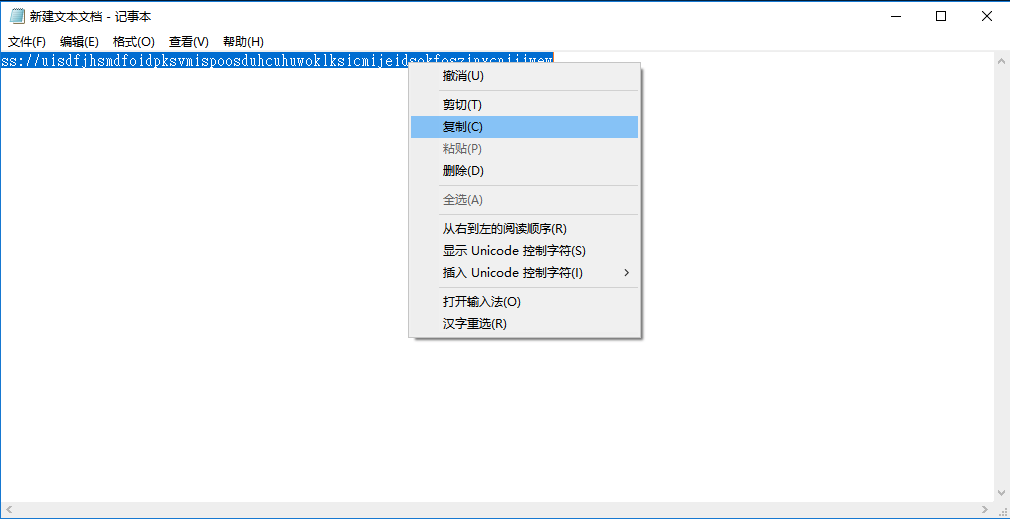 新建文本文档 - 记事本
文件(F) 编辑(E) 格式(O) 查看(V) 帮助(H)
ss://uisdfjhsmdfoidpksvmispoosduhcuhuwoklksicmijeidsokfoszinxcnijiwew
撤消(U)
剪切(T)
复制(C)
粘贴(P)
删除(D)
全选(A)
从右到左的阅读顺序(R)
显示 Unicode 控制字符(S)
插入 Unicode 控制字符(I)
打开输入法(O)
汉字重选(R)